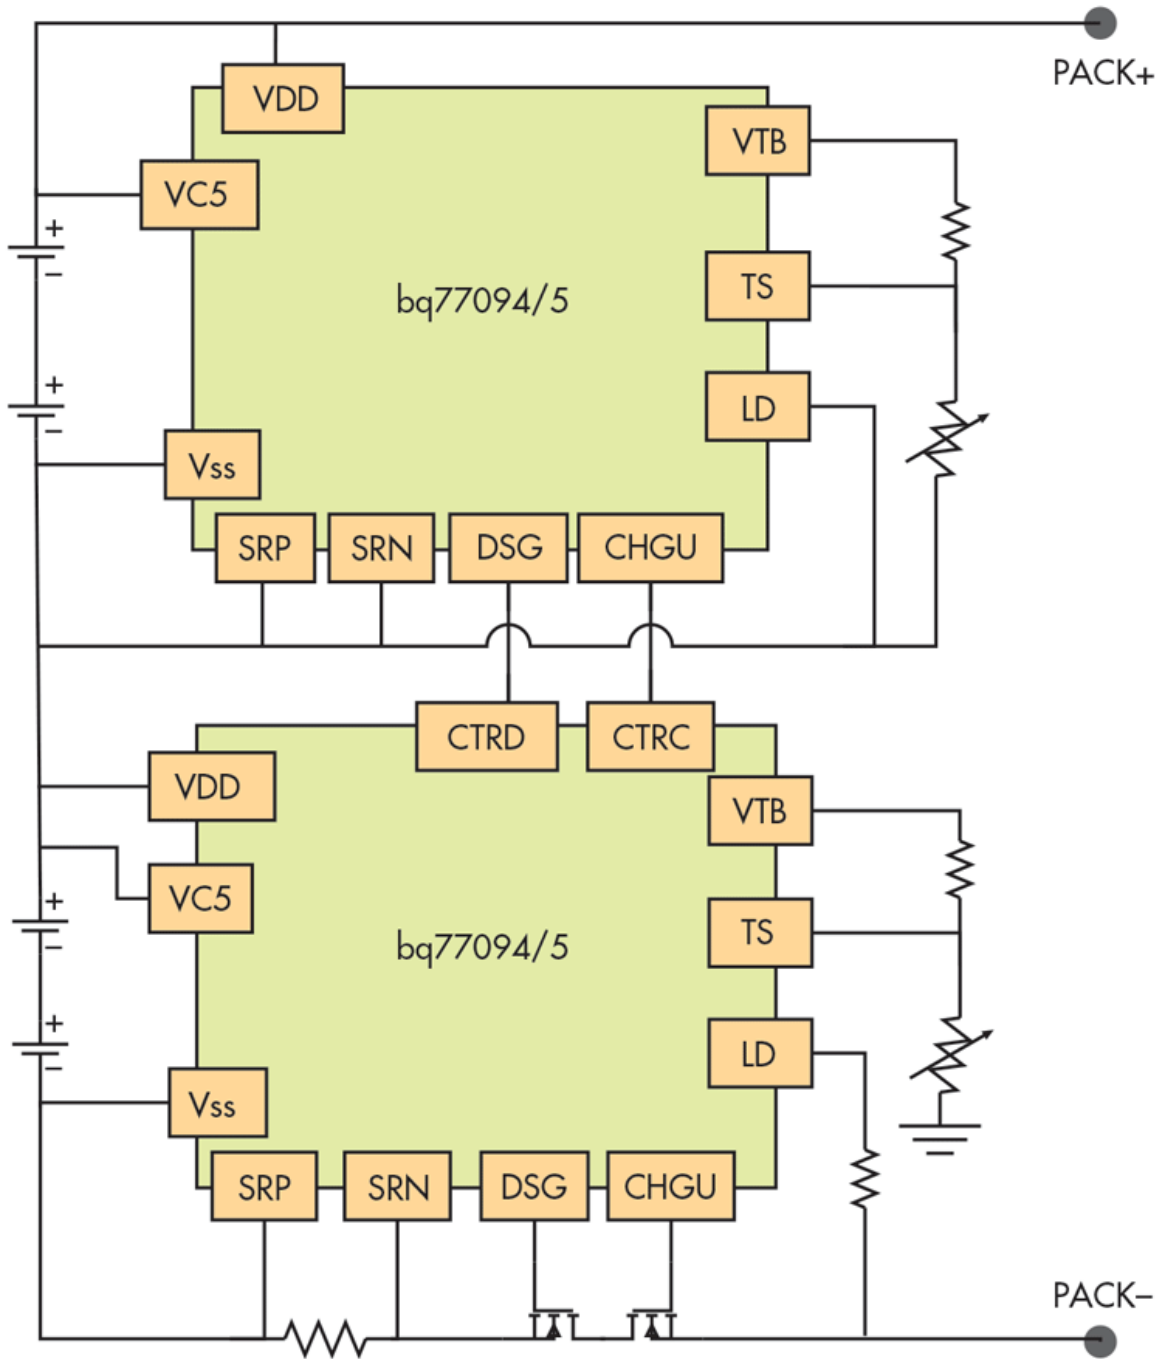 PACK+
VDD
VTB
VC5
+
−
bq77094/5
TS
+
−
LD
Vss
SRP
SRN
DSG
CHGU
CTRD
CTRC
VDD
VTB
VC5
+
−
bq77094/5
TS
+
−
LD
Vss
SRP
SRN
DSG
CHGU
PACK−